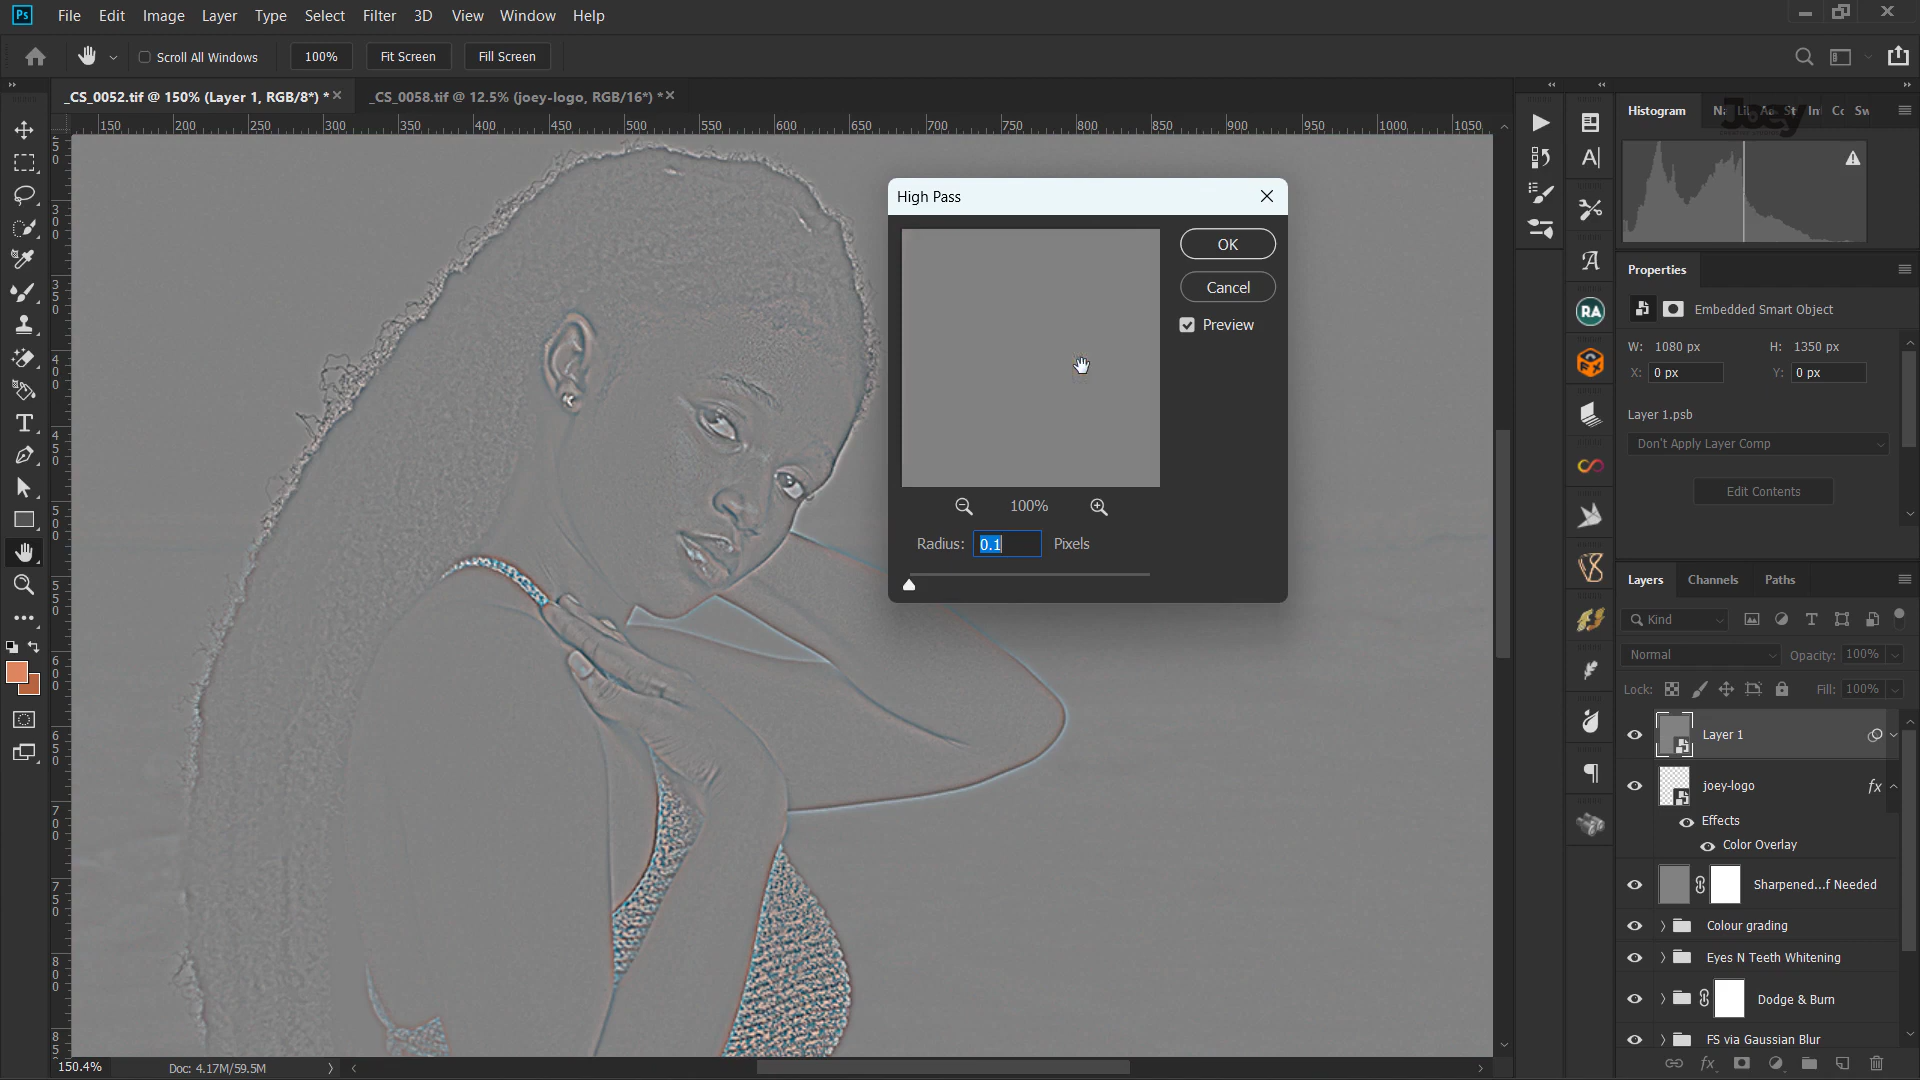 Ps File Edit Image Layer Type Select Filter 3D View Window Help
Scroll All Windows 100% Fit Screen Fill Screen
_CS_0052.tif @ 150% (Layer 1, RGB/8*) * _CS_0058.tif @ 12.5% (joey-logo, RGB/16*) *
150 200 250 300 350 400 450 500 550 600 650 700 750 800 850 900 950 1000 1050
High Pass
OK
Cancel
Preview
100%
Radius: 0.1 Pixels
Histogram
Joey
Properties
Embedded Smart Object
W: 1080 px H: 1350 px
X: 0 px Y: 0 px
Layer 1.psb
Don't Apply Layer Comp
Edit Contents
Layers Channels Paths
Kind
Normal Opacity: 100%
Lock: Fill: 100%
Layer 1
joey-logo fx
Effects
Color Overlay
Sharpened...f Needed
Colour grading
Eyes N Teeth Whitening
Dodge & Burn
FS via Gaussian Blur
150.4% Doc: 4.17M/59.5M